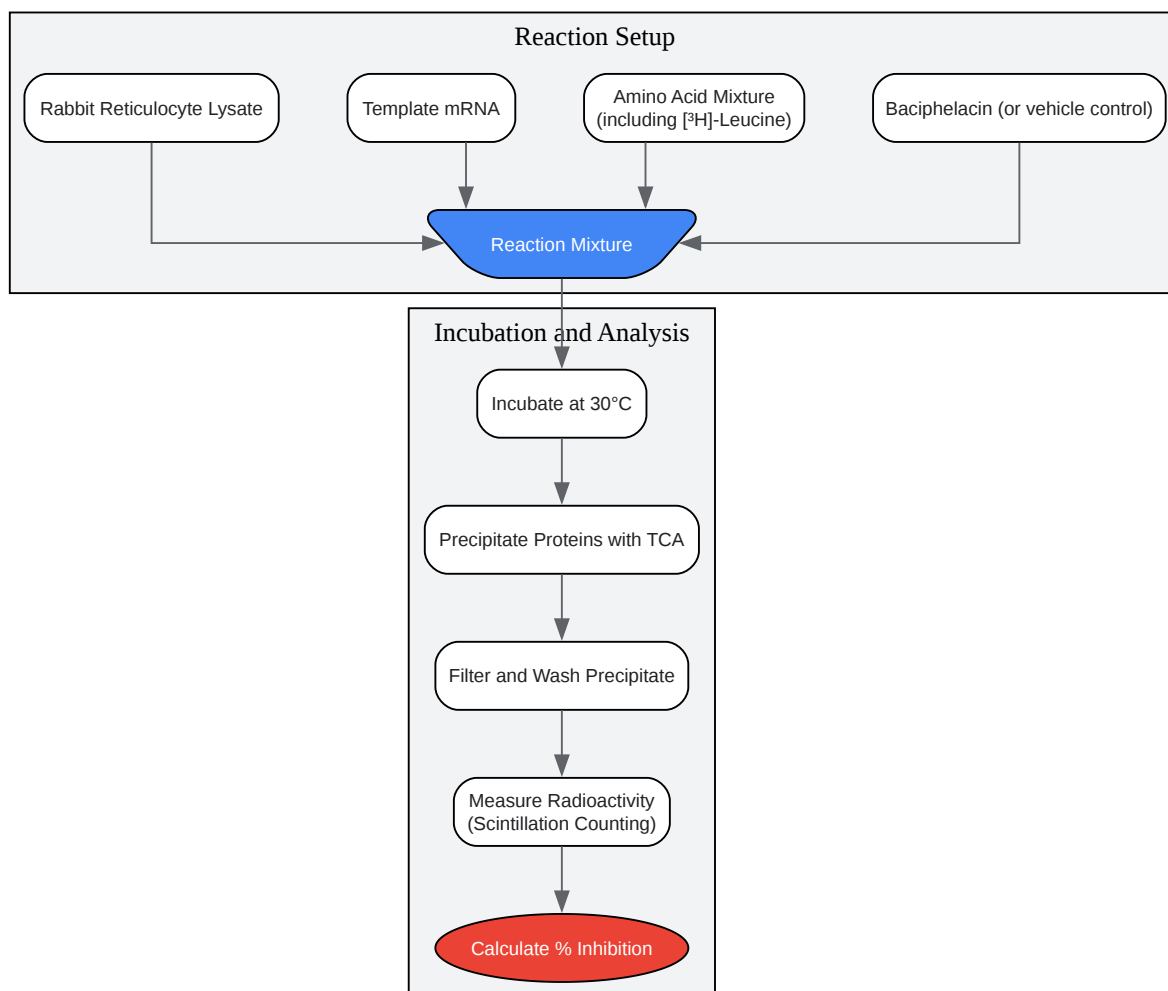 Reaction Setup
Rabbit Reticulocyte Lysate
Template mRNA
Amino Acid Mixture
(including [³H]-Leucine)
Baciphelacin (or vehicle control)
Reaction Mixture
Incubation and Analysis
Incubate at 30°C
Precipitate Proteins with TCA
Filter and Wash Precipitate
Measure Radioactivity
(Scintillation Counting)
Calculate % Inhibition